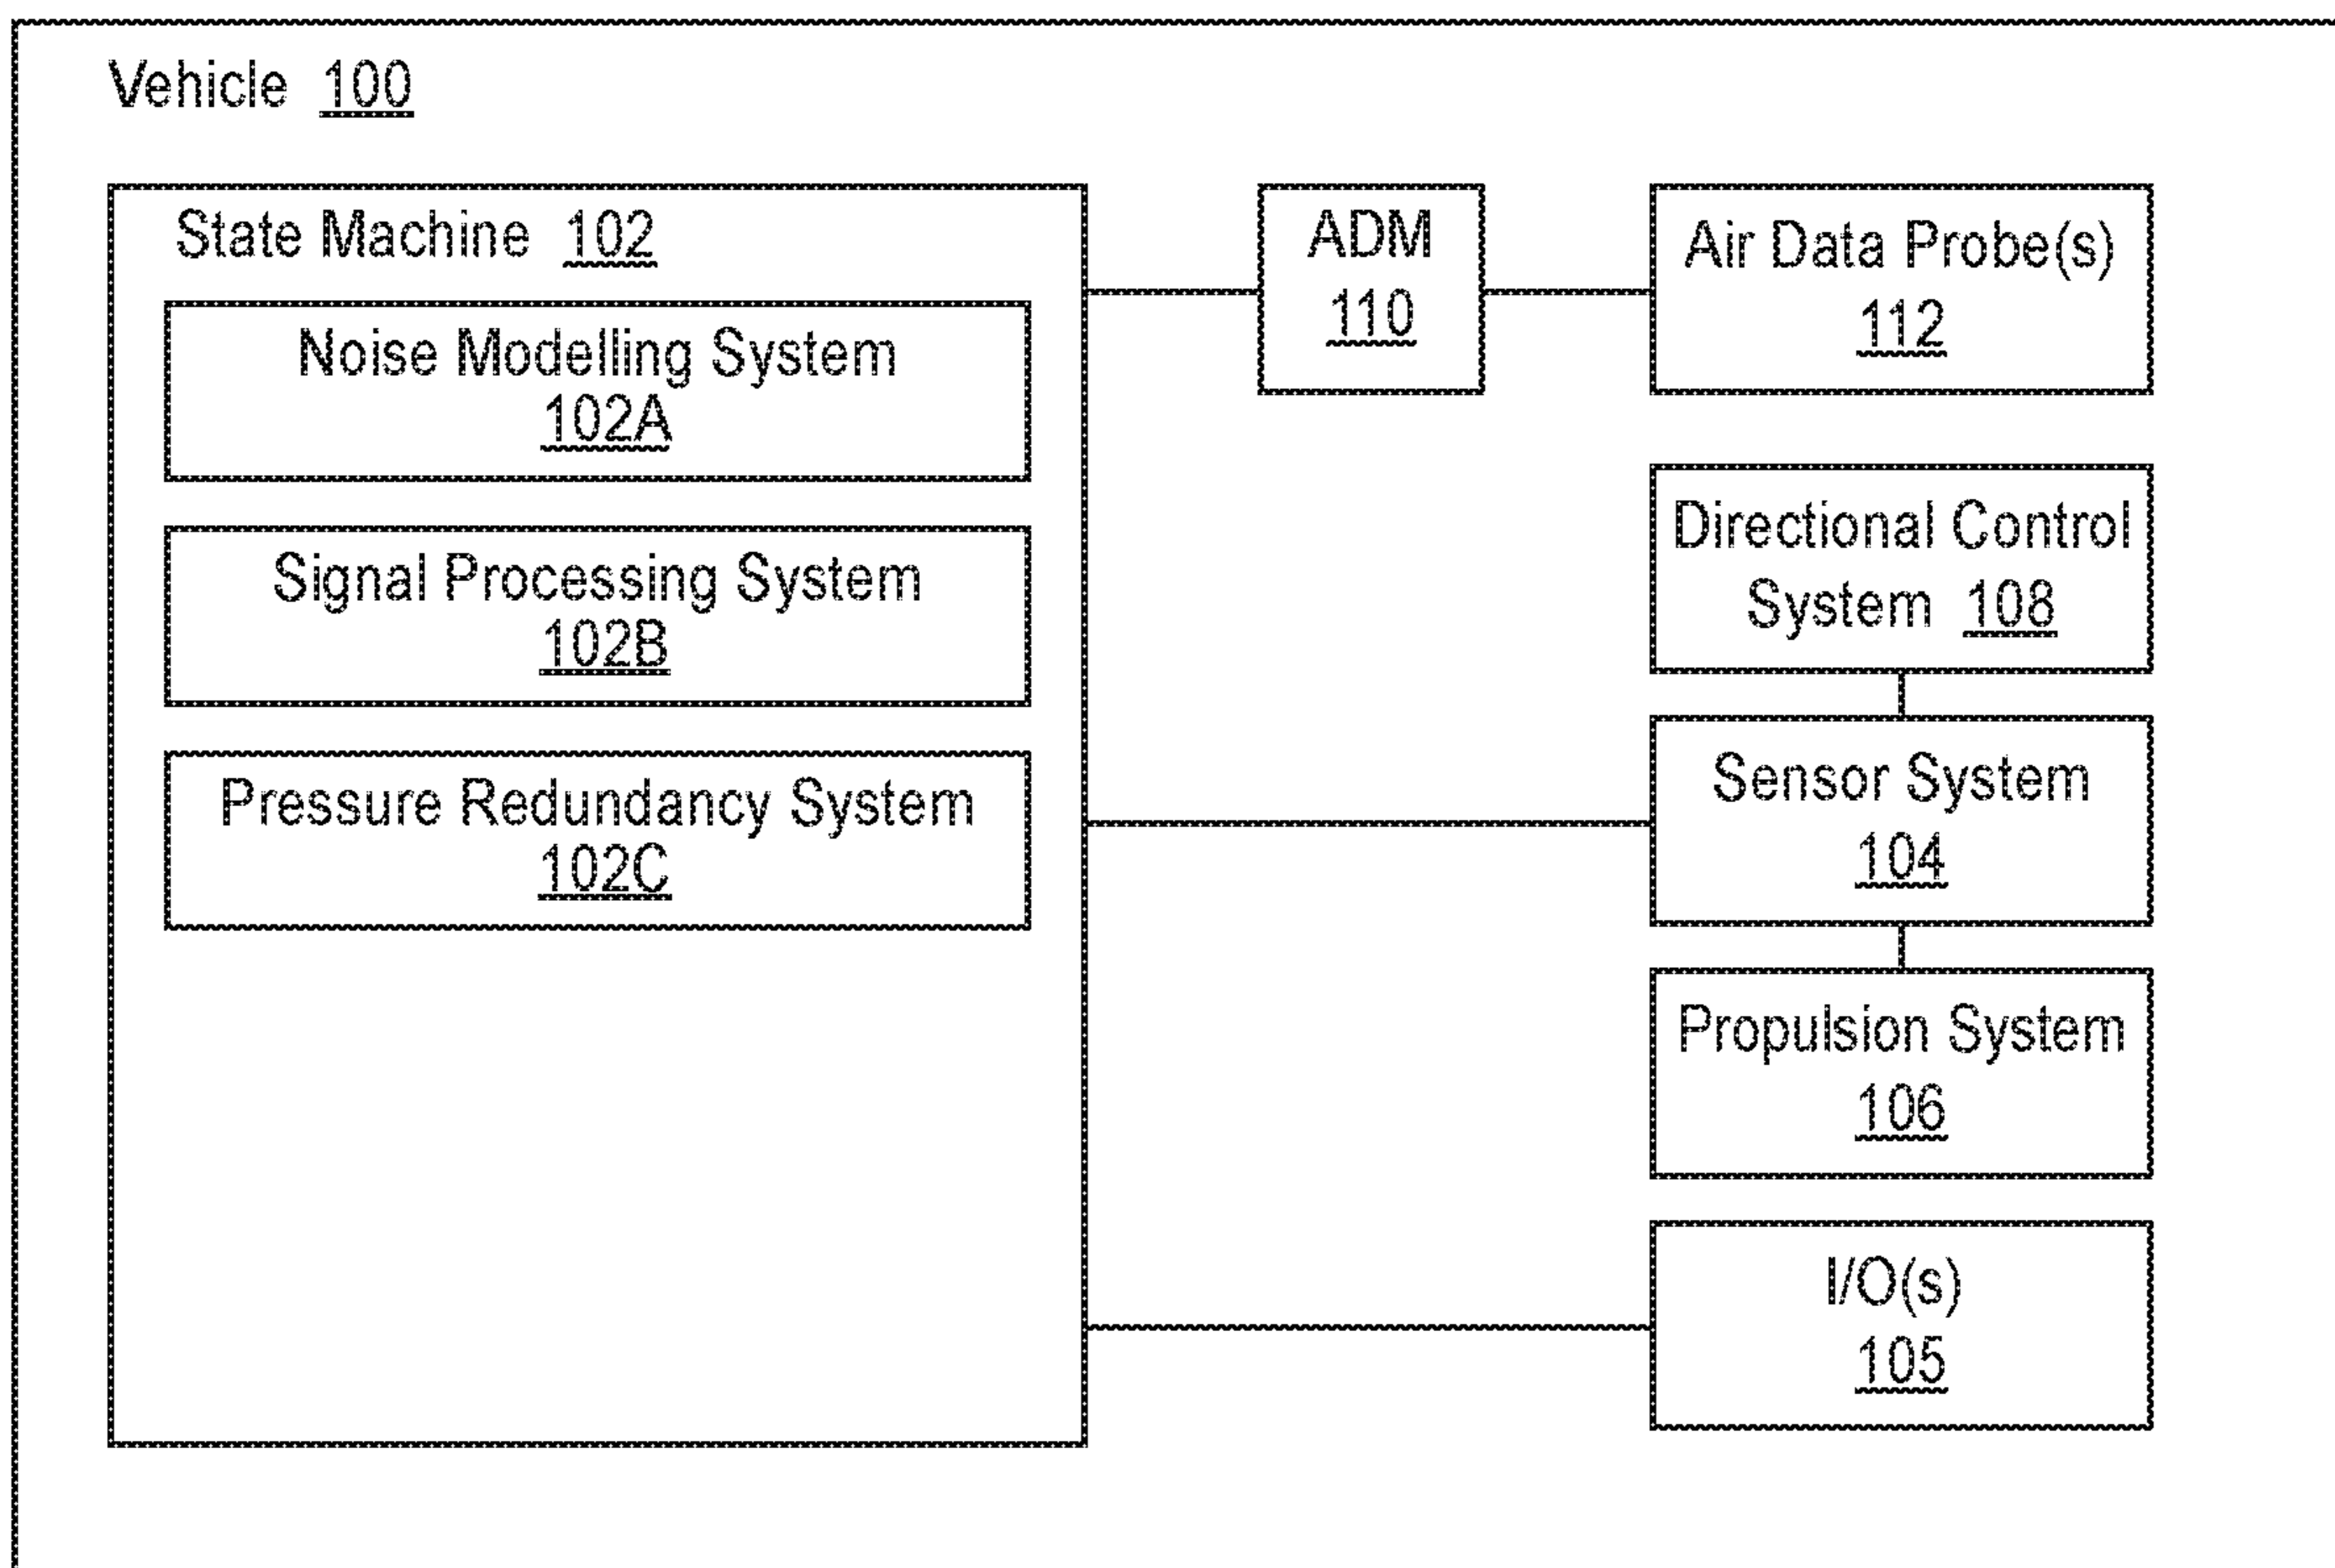 Vehicle 100
State Machine 102
Noise Modelling System
102A
Signal Processing System
102B
Pressure Redundancy System
102C
ADM
110
Air Data Probe(s)
112
Directional Control
System 108
Sensor System
104
Propulsion System
106
I/O(s)
105